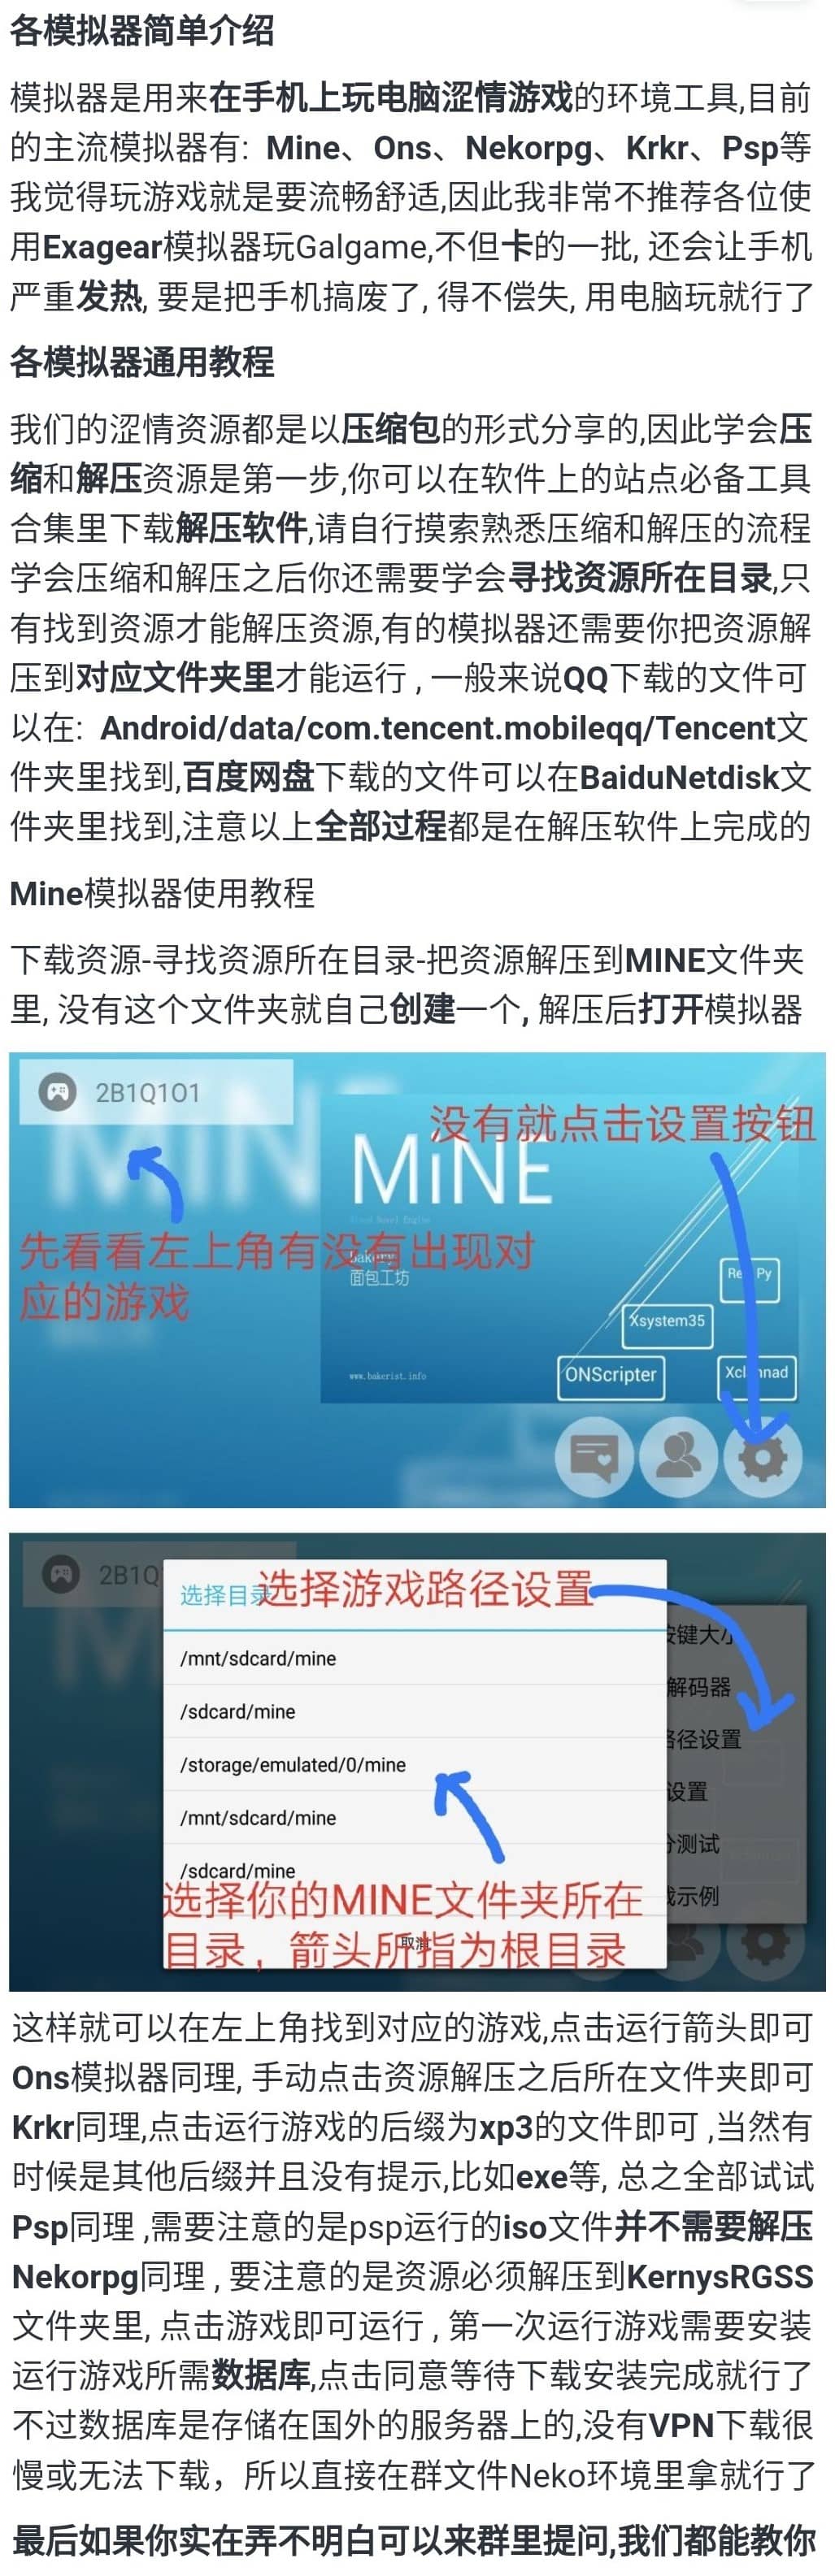 各模拟器简单介绍
模拟器是用来在手机上玩电脑涩情游戏的环境工具,目前
的主流模拟器有: Mine、Ons、Nekorpg、Krkr、Psp等
我觉得玩游戏就是要流畅舒适,因此我非常不推荐各位使
用Exagear模拟器玩Galgame,不但卡的一批, 还会让手机
严重发热, 要是把手机搞废了, 得不偿失, 用电脑玩就行了
各模拟器通用教程
我们的涩情资源都是以压缩包的形式分享的,因此学会压
缩和解压资源是第一步,你可以在软件上的站点必备工具
合集里下载解压软件,请自行摸索熟悉压缩和解压的流程
学会压缩和解压之后你还需要学会寻找资源所在目录,只
有找到资源才能解压资源,有的模拟器还需要你把资源解
压到对应文件夹里才能运行 , 一般来说QQ下载的文件可
以在: Android/data/com.tencent.mobileqq/Tencent文
件夹里找到,百度网盘下载的文件可以在BaiduNetdisk文
件夹里找到,注意以上全部过程都是在解压软件上完成的
Mine模拟器使用教程
下载资源-寻找资源所在目录-把资源解压到MINE文件夹
里, 没有这个文件夹就自己创建一个, 解压后打开模拟器
2B1Q1O1
没有就点击设置按钮
MiNE
先看看左上角有没有出现对
应的游戏
bakery
面包工坊
Xsystem35
ONScripter
www.bakerist.info
2B1Q
选择目录
选择游戏路径设置
/mnt/sdcard/mine
/sdcard/mine
/storage/emulated/0/mine
/mnt/sdcard/mine
/sdcard/mine
按键大小
解码器
路径设置
设置
测试
示例
选择你的MINE文件夹所在
目录，箭头所指为根目录
取消
这样就可以在左上角找到对应的游戏,点击运行箭头即可
Ons模拟器同理, 手动点击资源解压之后所在文件夹即可
Krkr同理,点击运行游戏的后缀为xp3的文件即可 ,当然有
时候是其他后缀并且没有提示,比如exe等, 总之全部试试
Psp同理 ,需要注意的是psp运行的iso文件并不需要解压
Nekorpg同理 , 要注意的是资源必须解压到KernysRGSS
文件夹里, 点击游戏即可运行 , 第一次运行游戏需要安装
运行游戏所需数据库,点击同意等待下载安装完成就行了
不过数据库是存储在国外的服务器上的,没有VPN下载很
慢或无法下载，所以直接在群文件Neko环境里拿就行了
最后如果你实在弄不明白可以来群里提问,我们都能教你